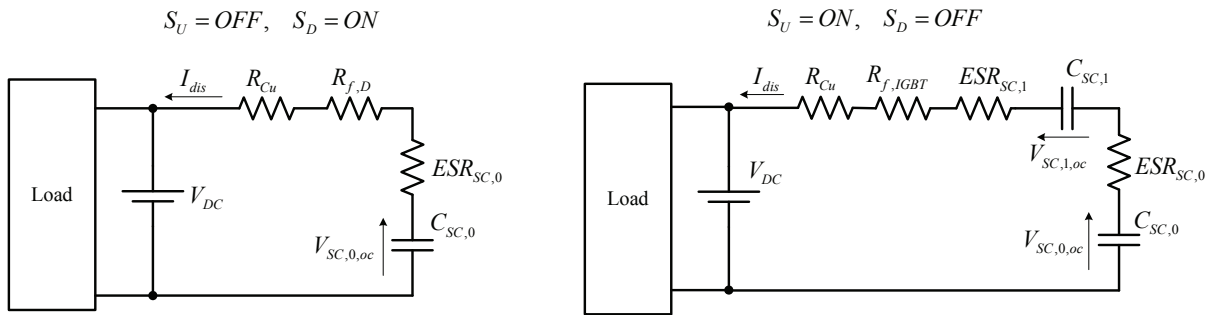 S_U = OFF, S_D = ON
I_dis
R_Cu
R_f,D
ESR_SC,0
Load
V_DC
C_SC,0
V_SC,0,oc
S_U = ON, S_D = OFF
I_dis
R_Cu
R_f,IGBT
ESR_SC,1
C_SC,1
V_SC,1,oc
ESR_SC,0
Load
V_DC
C_SC,0
V_SC,0,oc